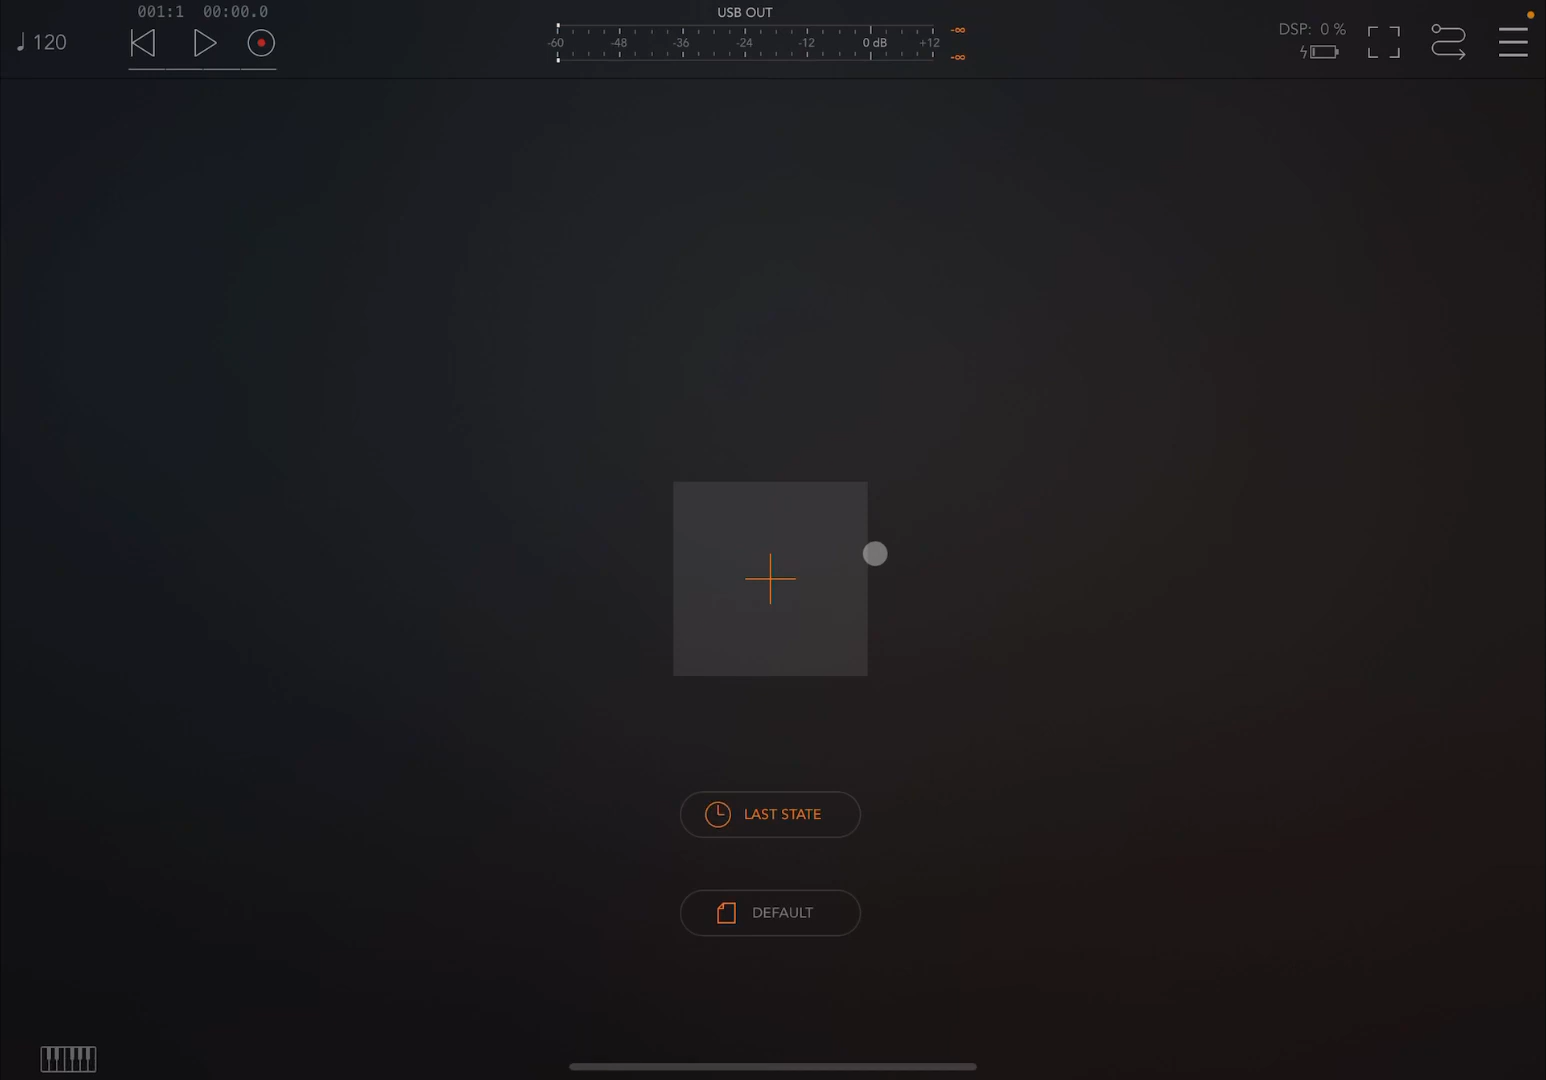 001:1 00:00.0
120
USB OUT
-60 -48 -36 -24 -12 0 dB +12
-∞
-∞
DSP: 0 %
LAST STATE
DEFAULT